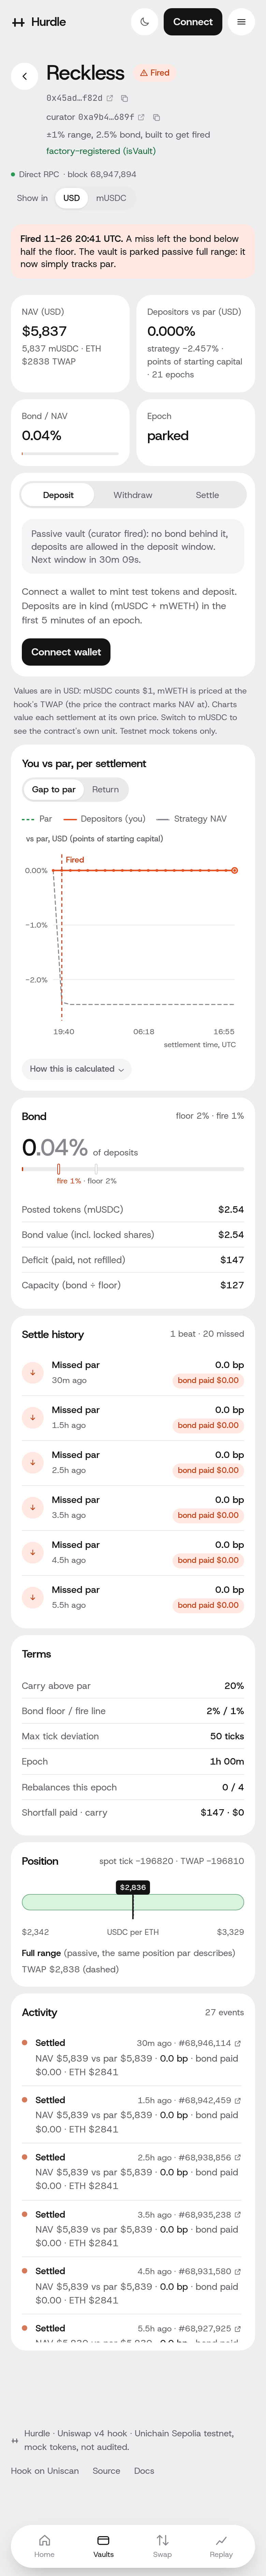 Hurdle
Connect
Reckless
Fired
0x45ad…f82d
curator 0xa9b4…689f
±1% range, 2.5% bond, built to get fired
factory-registered (isVault)
Direct RPC · block 68,947,894
Show in USD mUSDC
Fired 11-26 20:41 UTC. A miss left the bond below
half the floor. The vault is parked passive full range: it
now simply tracks par.
NAV (USD)
$5,837
5,837 mUSDC · ETH
$2838 TWAP
Depositors vs par (USD)
0.000%
strategy −2.457% ·
points of starting capital
· 21 epochs
Bond / NAV
0.04%
Epoch
parked
Deposit Withdraw Settle
Passive vault (curator fired): no bond behind it,
deposits are allowed in the deposit window.
Next window in 30m 09s.
Connect a wallet to mint test tokens and deposit.
Deposits are in kind (mUSDC + mWETH) in the
first 5 minutes of an epoch.
Connect wallet
Values are in USD: mUSDC counts $1, mWETH is priced at the
hook's TWAP (the price the contract marks NAV at). Charts
value each settlement at its own price. Switch to mUSDC to
see the contract's own unit. Testnet mock tokens only.
You vs par, per settlement
Gap to par Return
Par Depositors (you) Strategy NAV
vs par, USD (points of starting capital)
Fired
0.00%
−1.0%
−2.0%
19:40 06:18 16:55
settlement time, UTC
How this is calculated
Bond floor 2% · fire 1%
0.04% of deposits
fire 1% · floor 2%
Posted tokens (mUSDC) $2.54
Bond value (incl. locked shares) $2.54
Deficit (paid, not refilled) $147
Capacity (bond ÷ floor) $127
Settle history 1 beat · 20 missed
Missed par 0.0 bp
30m ago bond paid $0.00
Missed par 0.0 bp
1.5h ago bond paid $0.00
Missed par 0.0 bp
2.5h ago bond paid $0.00
Missed par 0.0 bp
3.5h ago bond paid $0.00
Missed par 0.0 bp
4.5h ago bond paid $0.00
Missed par 0.0 bp
5.5h ago bond paid $0.00
Terms
Carry above par 20%
Bond floor / fire line 2% / 1%
Max tick deviation 50 ticks
Epoch 1h 00m
Rebalances this epoch 0 / 4
Shortfall paid · carry $147 · $0
Position spot tick −196820 · TWAP −196810
$2,836
$2,342 USDC per ETH $3,329
Full range (passive, the same position par describes)
TWAP $2,838 (dashed)
Activity 27 events
Settled 30m ago · #68,946,114
NAV $5,839 vs par $5,839 · 0.0 bp · bond paid
$0.00 · ETH $2841
Settled 1.5h ago · #68,942,459
NAV $5,839 vs par $5,839 · 0.0 bp · bond paid
$0.00 · ETH $2841
Settled 2.5h ago · #68,938,856
NAV $5,839 vs par $5,839 · 0.0 bp · bond paid
$0.00 · ETH $2841
Settled 3.5h ago · #68,935,238
NAV $5,839 vs par $5,839 · 0.0 bp · bond paid
$0.00 · ETH $2841
Settled 4.5h ago · #68,931,580
NAV $5,839 vs par $5,839 · 0.0 bp · bond paid
$0.00 · ETH $2841
Settled 5.5h ago · #68,927,925
NAV $5,839 vs par $5,839 · 0.0 bp · bond paid
Hurdle · Uniswap v4 hook · Unichain Sepolia testnet,
mock tokens, not audited.
Hook on Uniscan Source Docs
Home Vaults Swap Replay